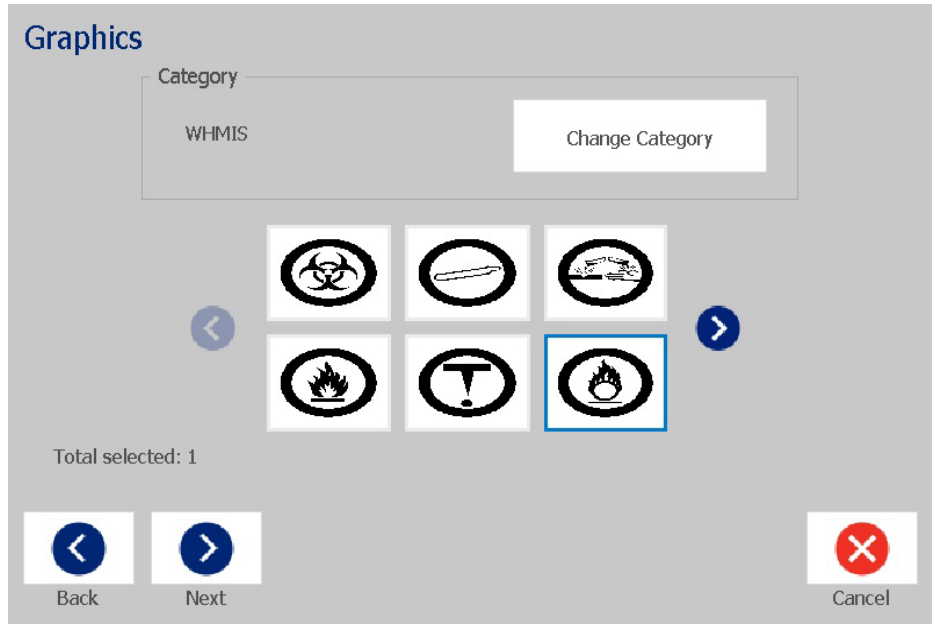 Graphics
Category
WHMIS
Change Category
Total selected: 1
Back
Next
Cancel